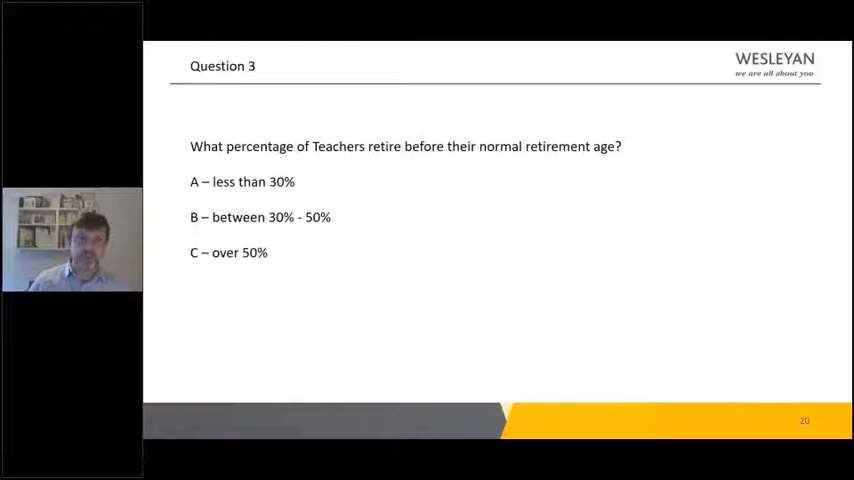 Question 3
WESLEYAN
we are all about you
What percentage of Teachers retire before their normal retirement age?
A – less than 30%
B – between 30% - 50%
C – over 50%
20